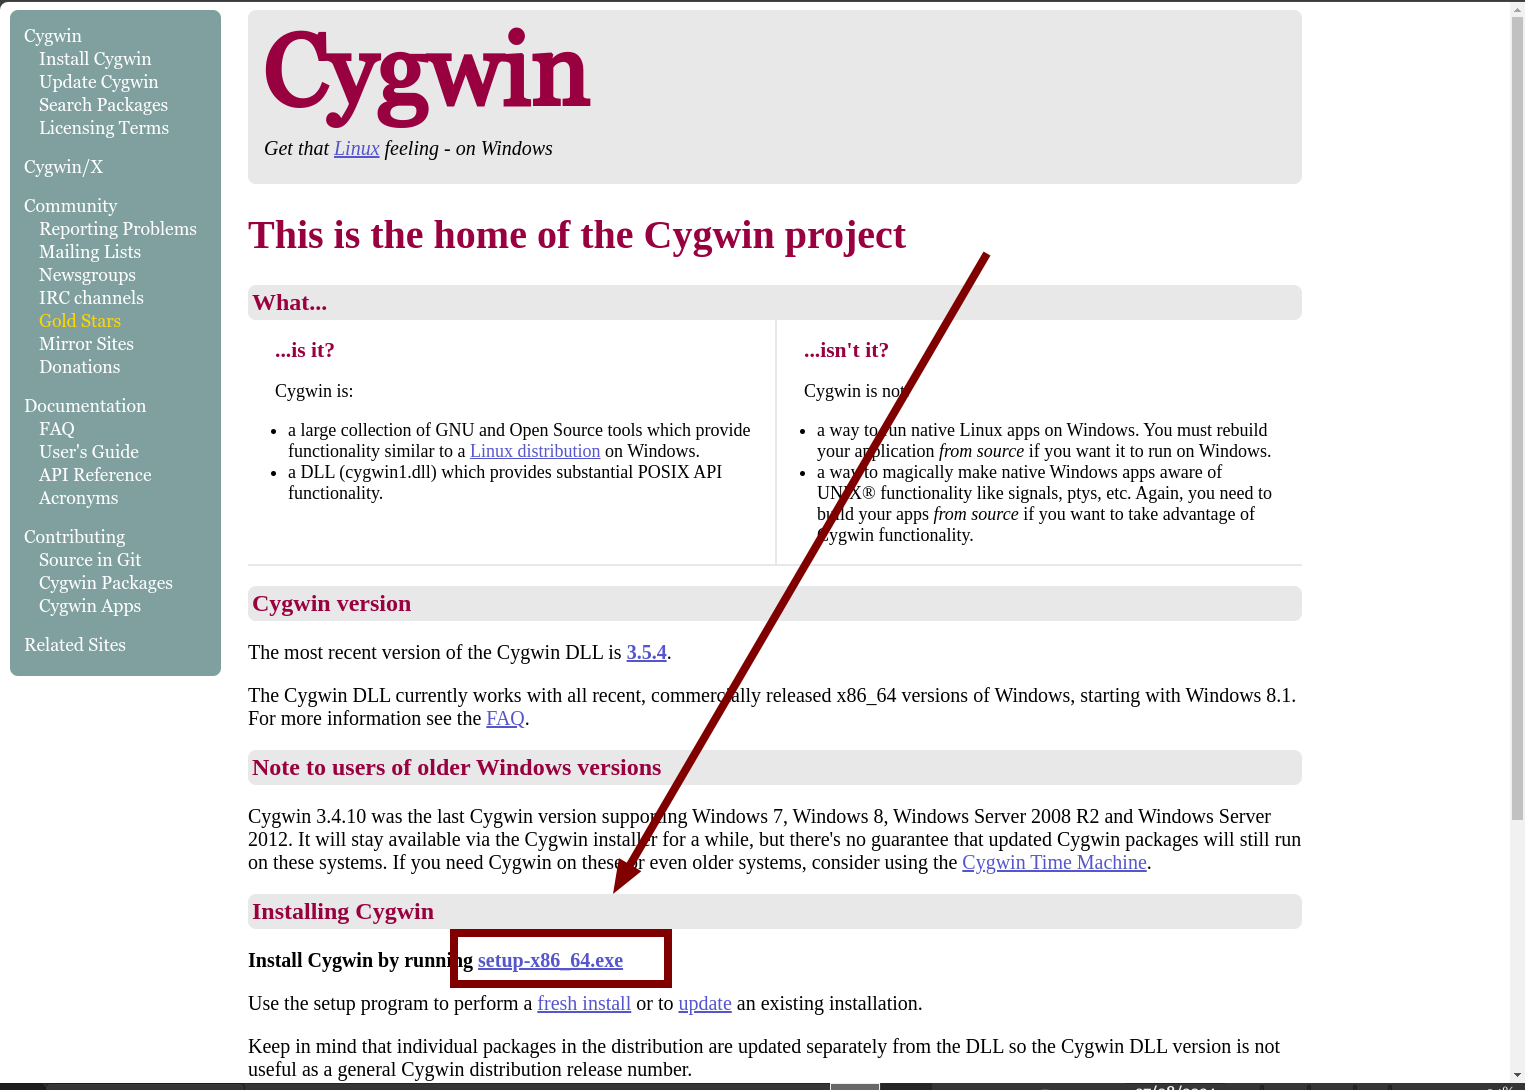 Cygwin
Install Cygwin
Update Cygwin
Search Packages
Licensing Terms
Cygwin/X
Community
Reporting Problems
Mailing Lists
Newsgroups
IRC channels
Gold Stars
Mirror Sites
Donations
Documentation
FAQ
User's Guide
API Reference
Acronyms
Contributing
Source in Git
Cygwin Packages
Cygwin Apps
Related Sites
Cygwin
Get that Linux feeling - on Windows
This is the home of the Cygwin project
What...
...is it?
Cygwin is:
• a large collection of GNU and Open Source tools which provide
functionality similar to a Linux distribution on Windows.
• a DLL (cygwin1.dll) which provides substantial POSIX API
functionality.
...isn't it?
Cygwin is not
• a way to run native Linux apps on Windows. You must rebuild
your application from source if you want it to run on Windows.
• a way to magically make native Windows apps aware of
UNIX® functionality like signals, ptys, etc. Again, you need to
build your apps from source if you want to take advantage of
Cygwin functionality.
Cygwin version
The most recent version of the Cygwin DLL is 3.5.4.
The Cygwin DLL currently works with all recent, commercially released x86_64 versions of Windows, starting with Windows 8.1.
For more information see the FAQ.
Note to users of older Windows versions
Cygwin 3.4.10 was the last Cygwin version supporting Windows 7, Windows 8, Windows Server 2008 R2 and Windows Server
2012. It will stay available via the Cygwin installer for a while, but there's no guarantee that updated Cygwin packages will still run
on these systems. If you need Cygwin on these or even older systems, consider using the Cygwin Time Machine.
Installing Cygwin
Install Cygwin by running setup-x86_64.exe
Use the setup program to perform a fresh install or to update an existing installation.
Keep in mind that individual packages in the distribution are updated separately from the DLL so the Cygwin DLL version is not
useful as a general Cygwin distribution release number.